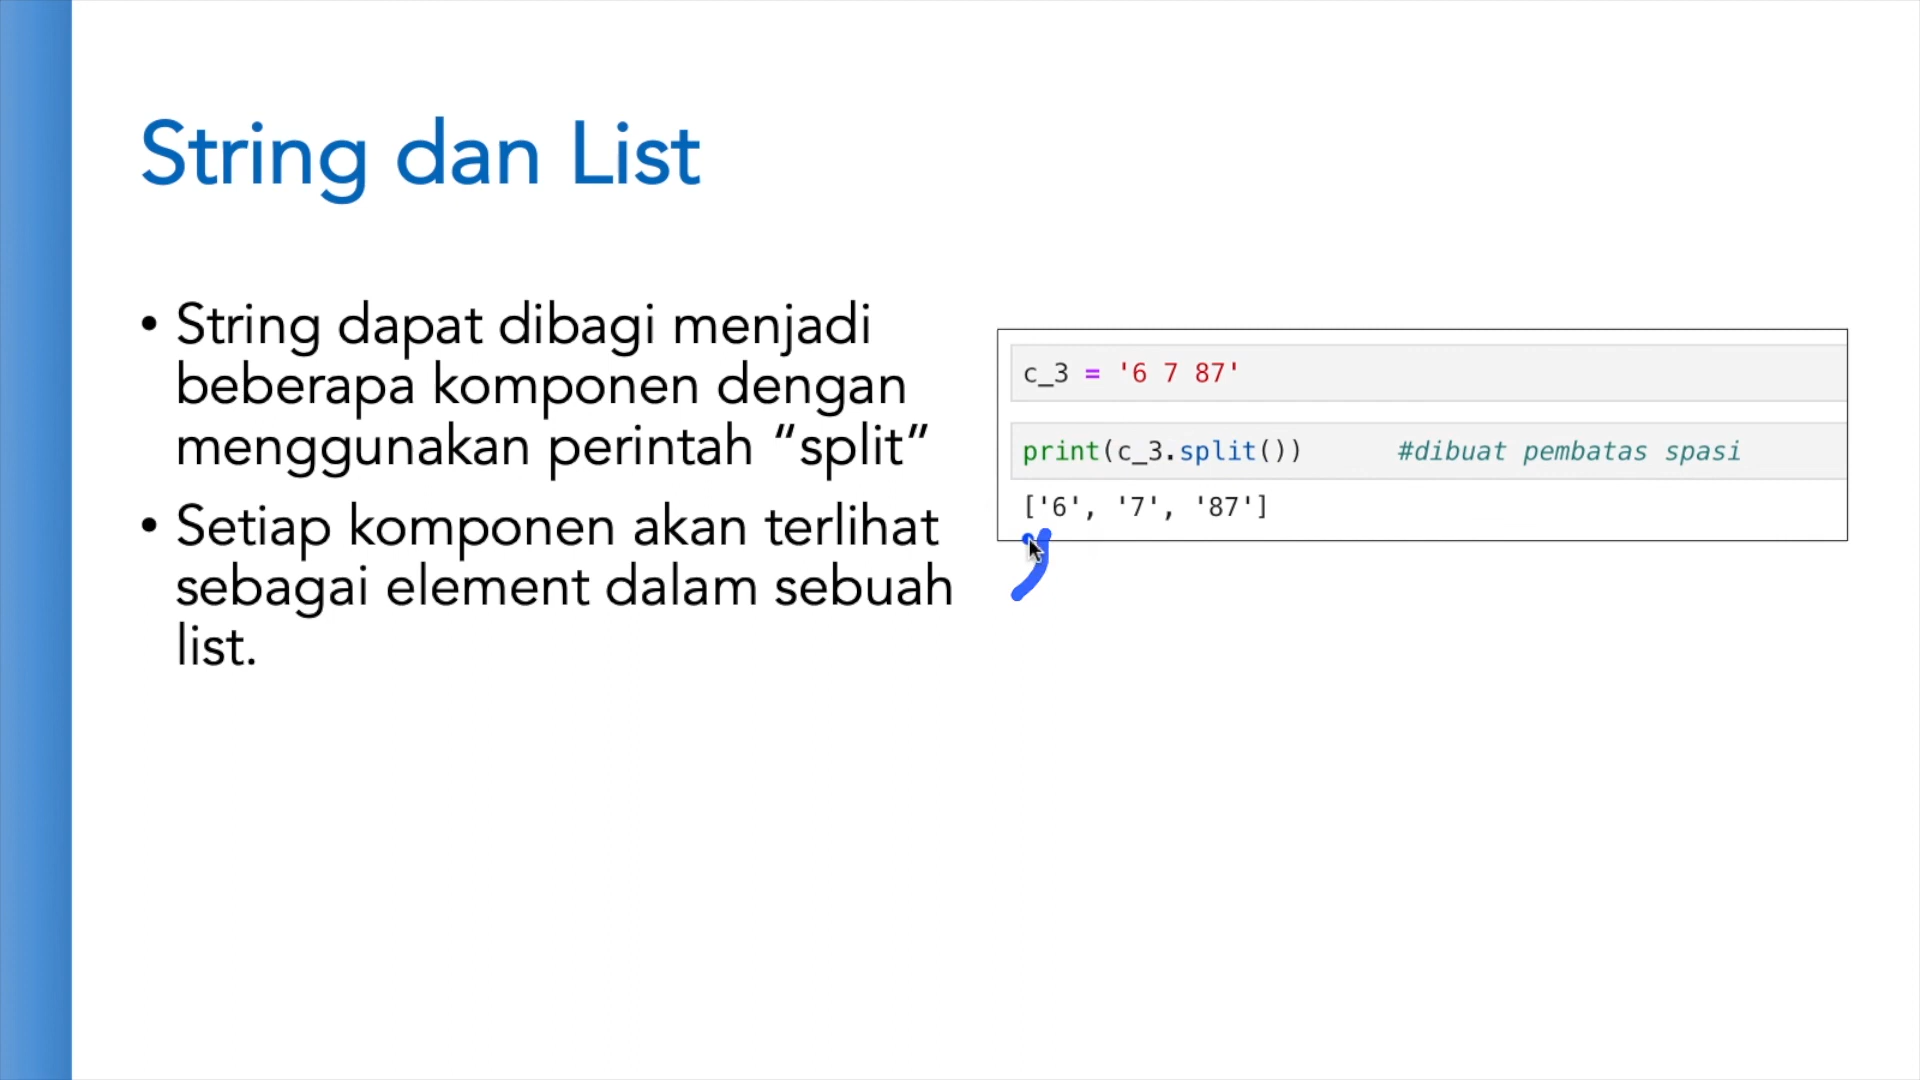 String dan List
• String dapat dibagi menjadi
beberapa komponen dengan
menggunakan perintah “split”
• Setiap komponen akan terlihat
sebagai element dalam sebuah
list.
c_3 = '6 7 87'
print(c_3.split())      #dibuat pembatas spasi
['6', '7', '87']